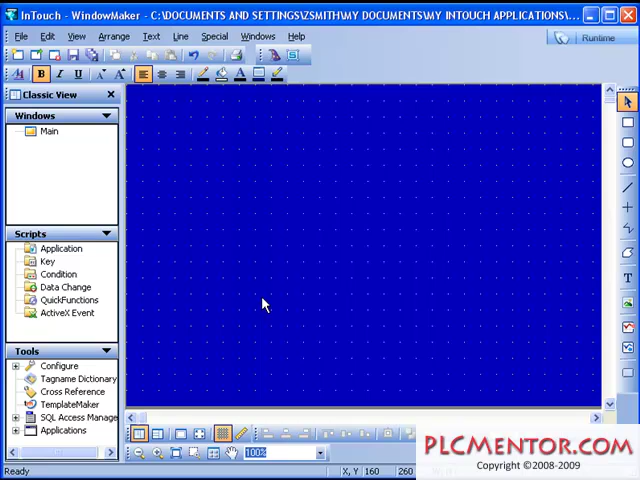 InTouch - WindowMaker - C:\DOCUMENTS AND SETTINGS\ZSMITH\MY DOCUMENTS\MY INTOUCH APPLICATIONS\...
File Edit View Arrange Text Line Special Windows Help
Runtime
B I U A A A
Classic View
Windows
Main
Scripts
Application
Key
Condition
Data Change
QuickFunctions
ActiveX Event
Tools
Configure
Tagname Dictionary
Cross Reference
TemplateMaker
SQL Access Manage
Applications
T
100%
Ready
X, Y 160 260
PLCMENTOR.COM
Copyright ©2008-2009